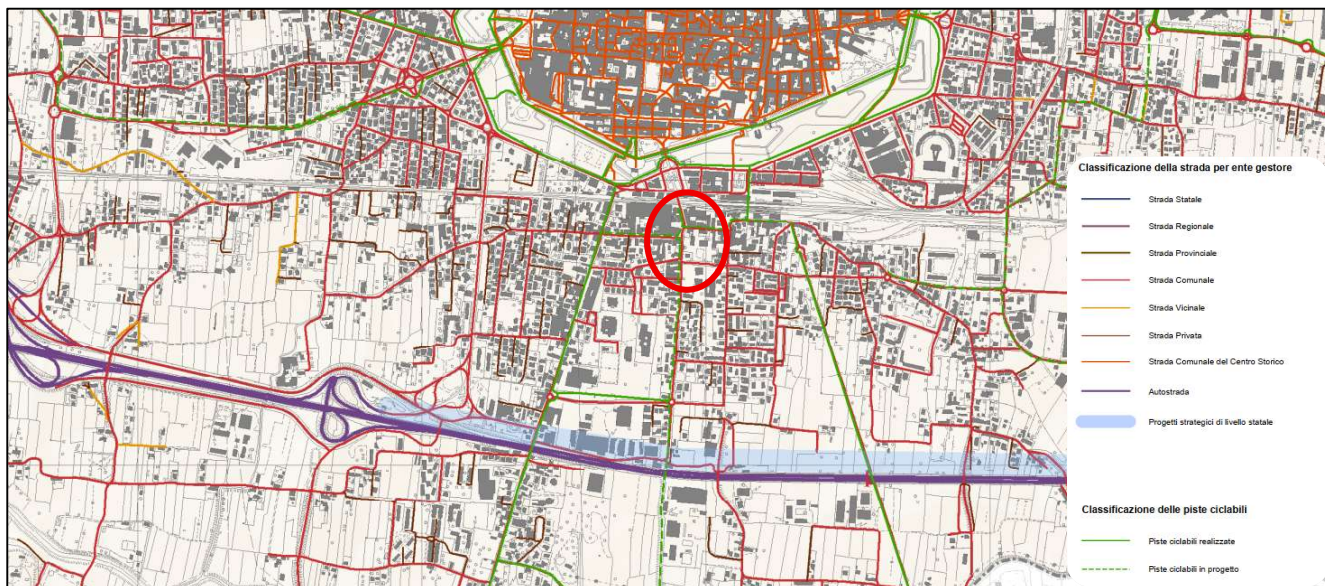 Classificazione della strada per ente gestore
Strada Statale
Strada Regionale
Strada Provinciale
Strada Comunale
Strada Vicinale
Strada Privata
Strada Comunale del Centro Storico
Autostrada
Progetti strategici di livello statale
Classificazione delle piste ciclabili
Piste ciclabili realizzate
Piste ciclabili in progetto